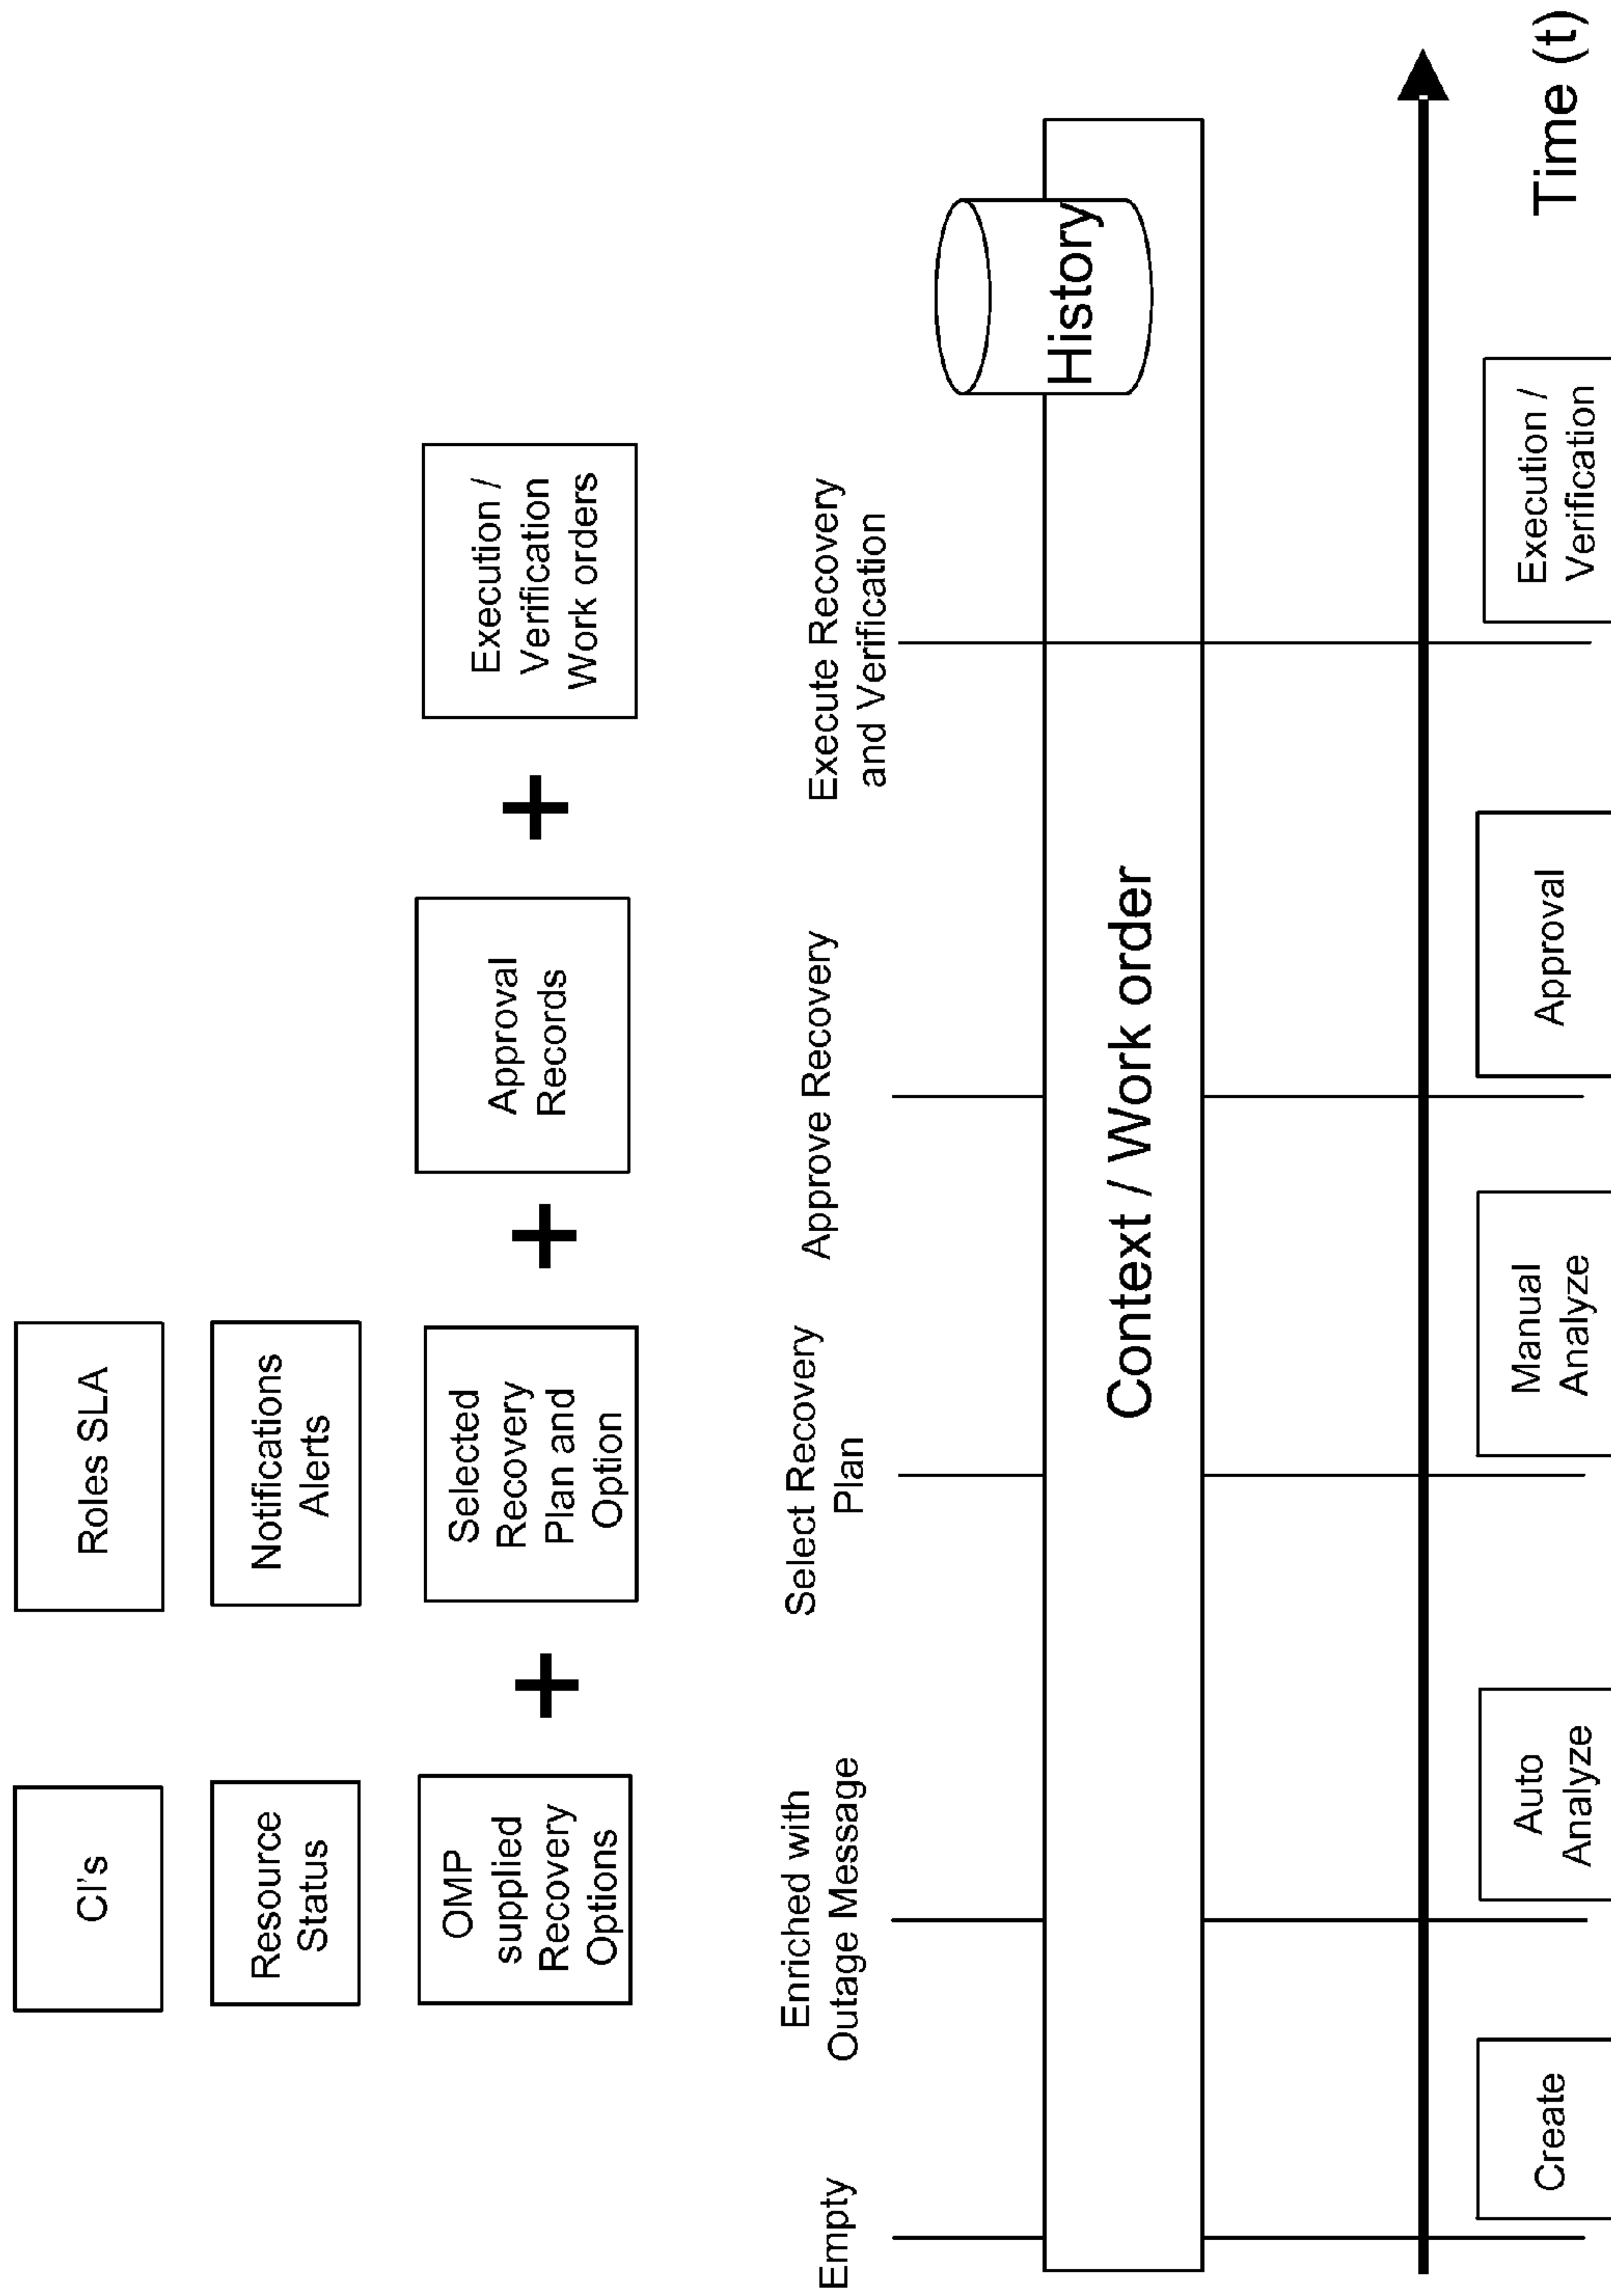 CI's
Roles SLA
Resource
Status
Notifications
Alerts
OMP
supplied
Recovery
Options
Selected
Recovery
Plan and
Option
Approval
Records
Execution /
Verification
Work orders
Empty
Enriched with
Outage Message
Select Recovery
Plan
Approve Recovery
Execute Recovery
and Verification
Context / Work order
History
Create
Auto
Analyze
Manual
Analyze
Approval
Execution /
Verification
Time (t)